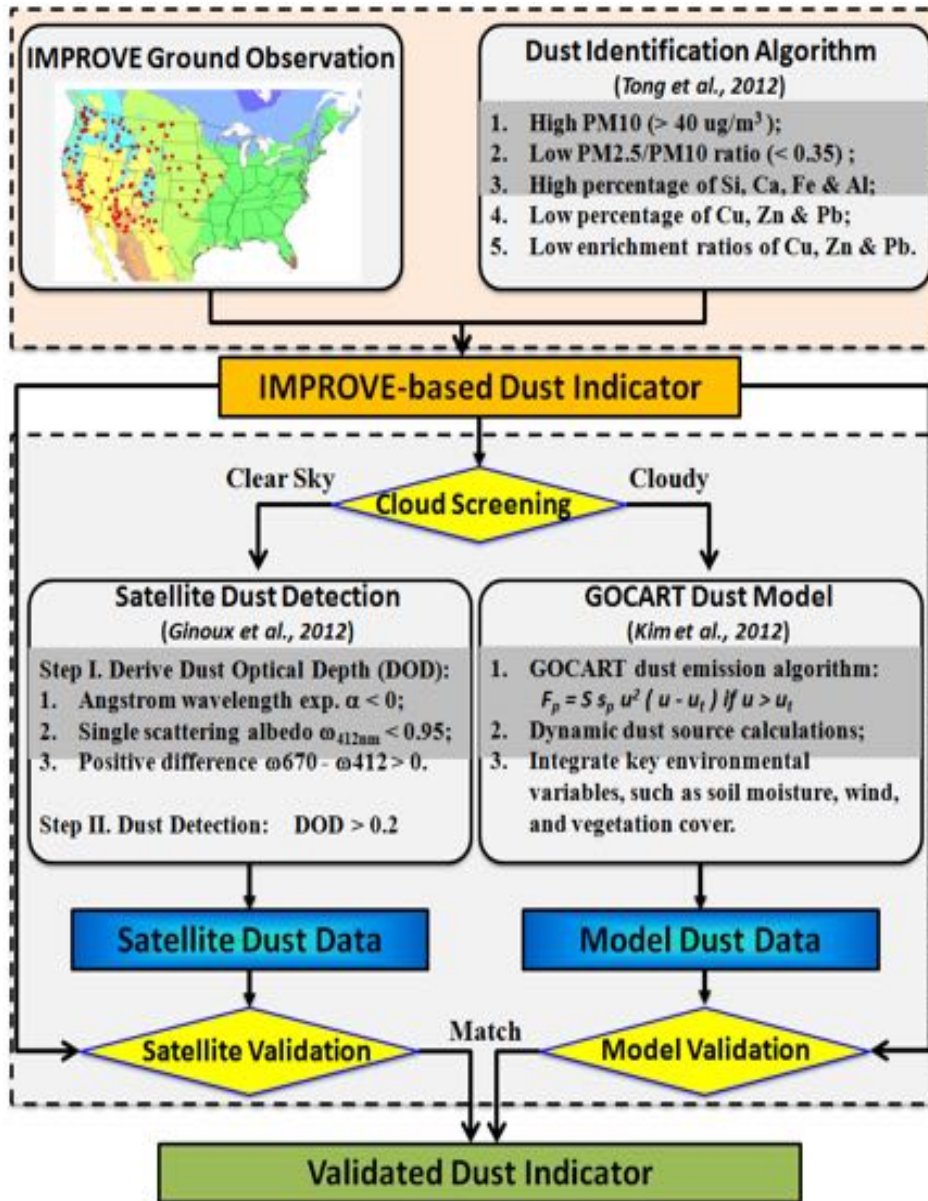 IMPROVE Ground Observation
Dust Identification Algorithm
(Tong et al., 2012)
1. High PM10 (> 40 ug/m³);
2. Low PM2.5/PM10 ratio (< 0.35) ;
3. High percentage of Si, Ca, Fe & Al;
4. Low percentage of Cu, Zn & Pb;
5. Low enrichment ratios of Cu, Zn & Pb.
IMPROVE-based Dust Indicator
Clear Sky
Cloudy
Cloud Screening
Satellite Dust Detection
(Ginoux et al., 2012)
Step I. Derive Dust Optical Depth (DOD):
1. Angstrom wavelength exp. α < 0;
2. Single scattering albedo ω412nm < 0.95;
3. Positive difference ω670 - ω412 > 0.
Step II. Dust Detection: DOD > 0.2
GOCART Dust Model
(Kim et al., 2012)
1. GOCART dust emission algorithm:
Fp = S sp u² ( u - ut ) if u > ut
2. Dynamic dust source calculations;
3. Integrate key environmental
variables, such as soil moisture, wind,
and vegetation cover.
Satellite Dust Data
Model Dust Data
Match
Satellite Validation
Model Validation
Validated Dust Indicator